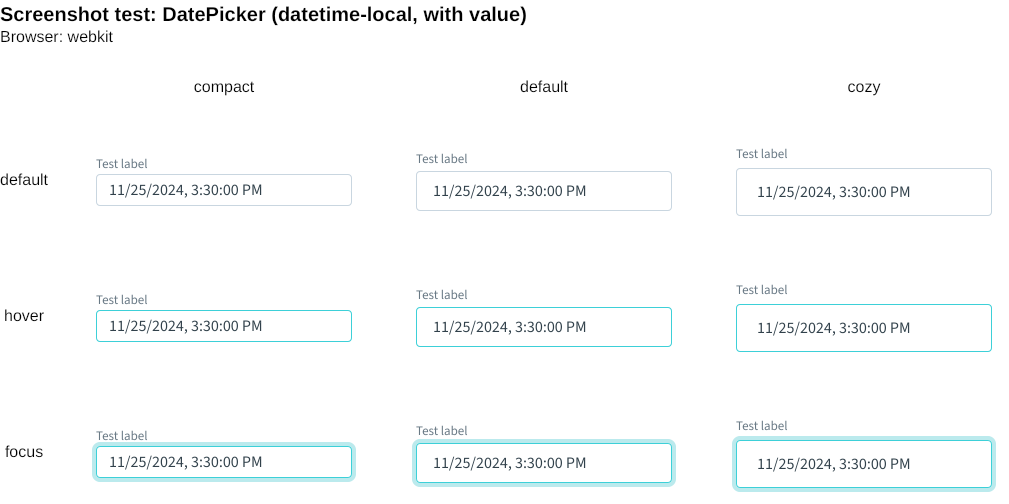 Screenshot test: DatePicker (datetime-local, with value)
Browser: webkit
compact default cozy
default
Test label Test label Test label
11/25/2024, 3:30:00 PM 11/25/2024, 3:30:00 PM 11/25/2024, 3:30:00 PM
hover
Test label Test label Test label
11/25/2024, 3:30:00 PM 11/25/2024, 3:30:00 PM 11/25/2024, 3:30:00 PM
focus
Test label Test label Test label
11/25/2024, 3:30:00 PM 11/25/2024, 3:30:00 PM 11/25/2024, 3:30:00 PM